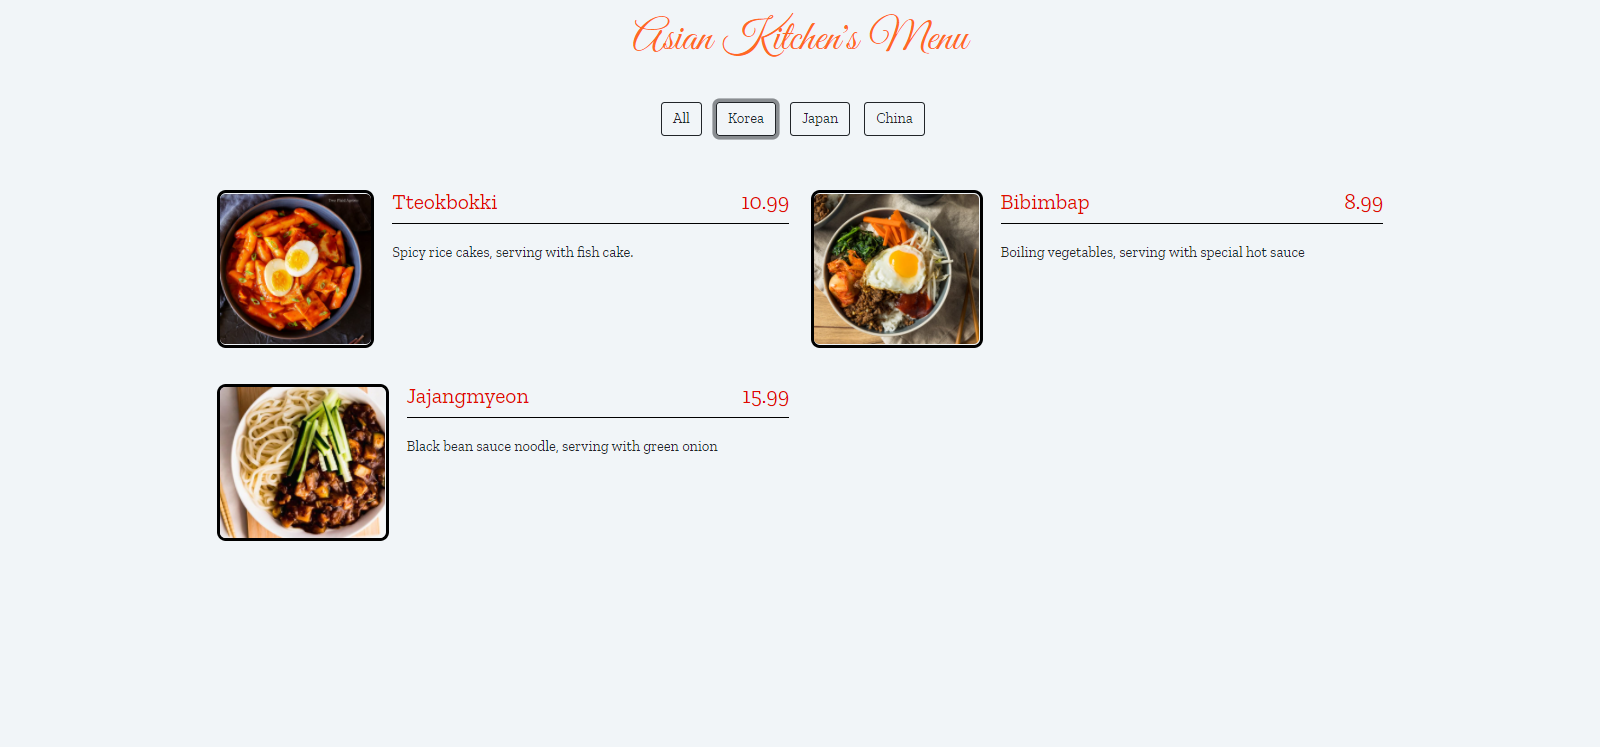 Asian Kitchen's Menu
All Korea Japan China
Tteokbokki 10.99
Spicy rice cakes, serving with fish cake.
Bibimbap 8.99
Boiling vegetables, serving with special hot sauce
Jajangmyeon 15.99
Black bean sauce noodle, serving with green onion